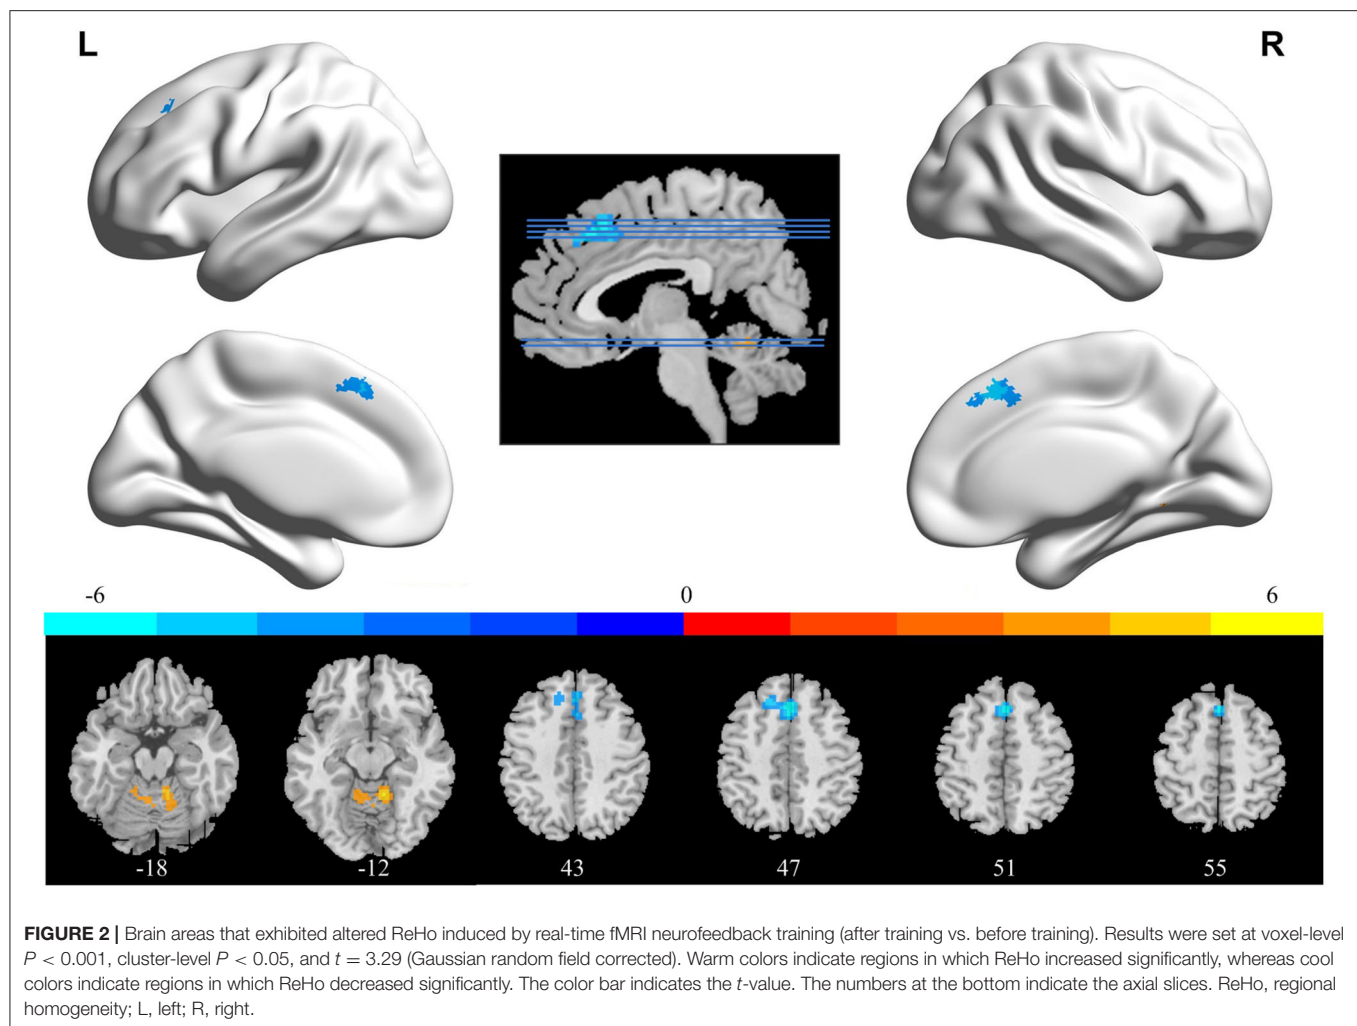 L
R
-6 0 6
-18 -12 43 47 51 55
FIGURE 2 | Brain areas that exhibited altered ReHo induced by real-time fMRI neurofeedback training (after training vs. before training). Results were set at voxel-level
P < 0.001, cluster-level P < 0.05, and t = 3.29 (Gaussian random field corrected). Warm colors indicate regions in which ReHo increased significantly, whereas cool
colors indicate regions in which ReHo decreased significantly. The color bar indicates the t-value. The numbers at the bottom indicate the axial slices. ReHo, regional
homogeneity; L, left; R, right.